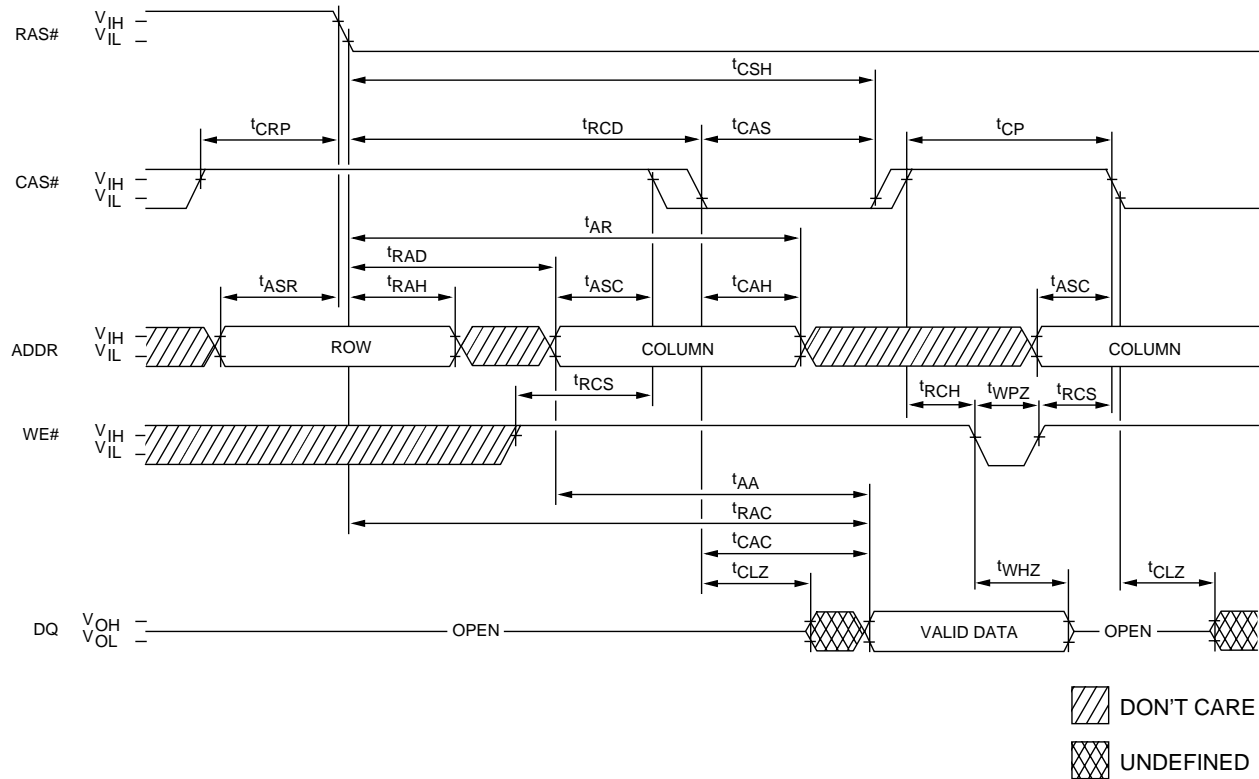 RAS# VIH
VIL
tCSH
tCRP tRCD tCAS tCP
CAS# VIH
VIL
tAR
tRAD
tASR tRAH tASC tCAH tASC
ADDR VIH
VIL
ROW COLUMN COLUMN
tRCS tRCH tWPZ tRCS
WE# VIH
VIL
tAA
tRAC
tCAC
tCLZ tWHZ tCLZ
DQ VOH
VOL
OPEN VALID DATA OPEN
DON'T CARE
UNDEFINED